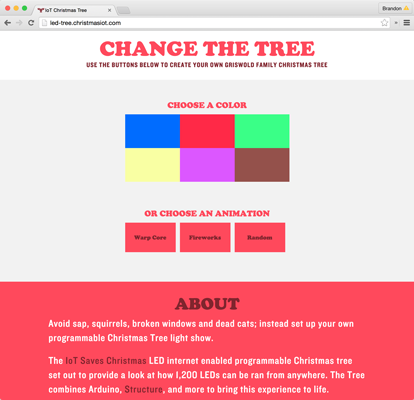 IoT Christmas Tree
Brandon
led-tree.christmasiot.com
CHANGE THE TREE
USE THE BUTTONS BELOW TO CREATE YOUR OWN GRISWOLD FAMILY CHRISTMAS TREE
CHOOSE A COLOR
OR CHOOSE AN ANIMATION
Warp Core Fireworks Random
ABOUT
Avoid sap, squirrels, broken windows and dead cats; instead set up your own
programmable Christmas Tree light show.
The IoT Saves Christmas LED internet enabled programmable Christmas tree
set out to provide a look at how 1,200 LEDs can be ran from anywhere. The Tree
combines Arduino, Structure, and more to bring this experience to life.